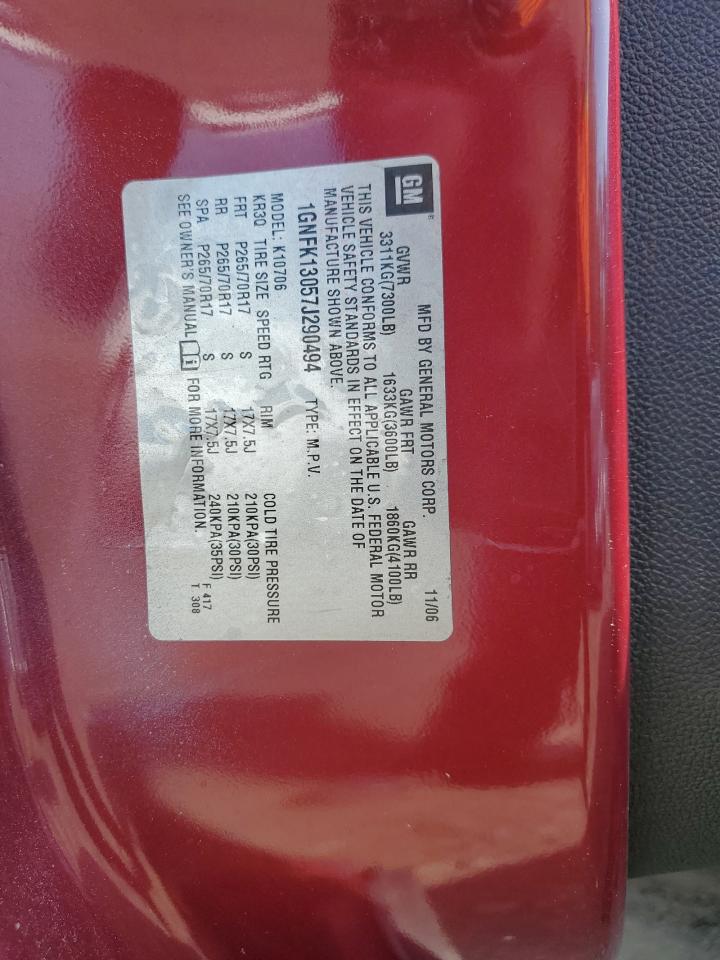 GM®
MFD BY GENERAL MOTORS CORP. 11/06
GVWR GAWR FRT GAWR RR
3311KG(7300LB) 1633KG(3600LB) 1860KG(4100LB)
THIS VEHICLE CONFORMS TO ALL APPLICABLE U.S. FEDERAL MOTOR
VEHICLE SAFETY STANDARDS IN EFFECT ON THE DATE OF
MANUFACTURE SHOWN ABOVE.
1GNFK13057J290494 TYPE: M.P.V.
MODEL: K10706
KR3Q TIRE SIZE SPEED RTG RIM COLD TIRE PRESSURE
FRT P265/70R17 S 17X7.5J 210KPA(30PSI)
RR P265/70R17 S 17X7.5J 210KPA(30PSI)
SPA P265/70R17 S 17X7.5J 240KPA(35PSI) F 417
SEE OWNER'S MANUAL i FOR MORE INFORMATION. T 308